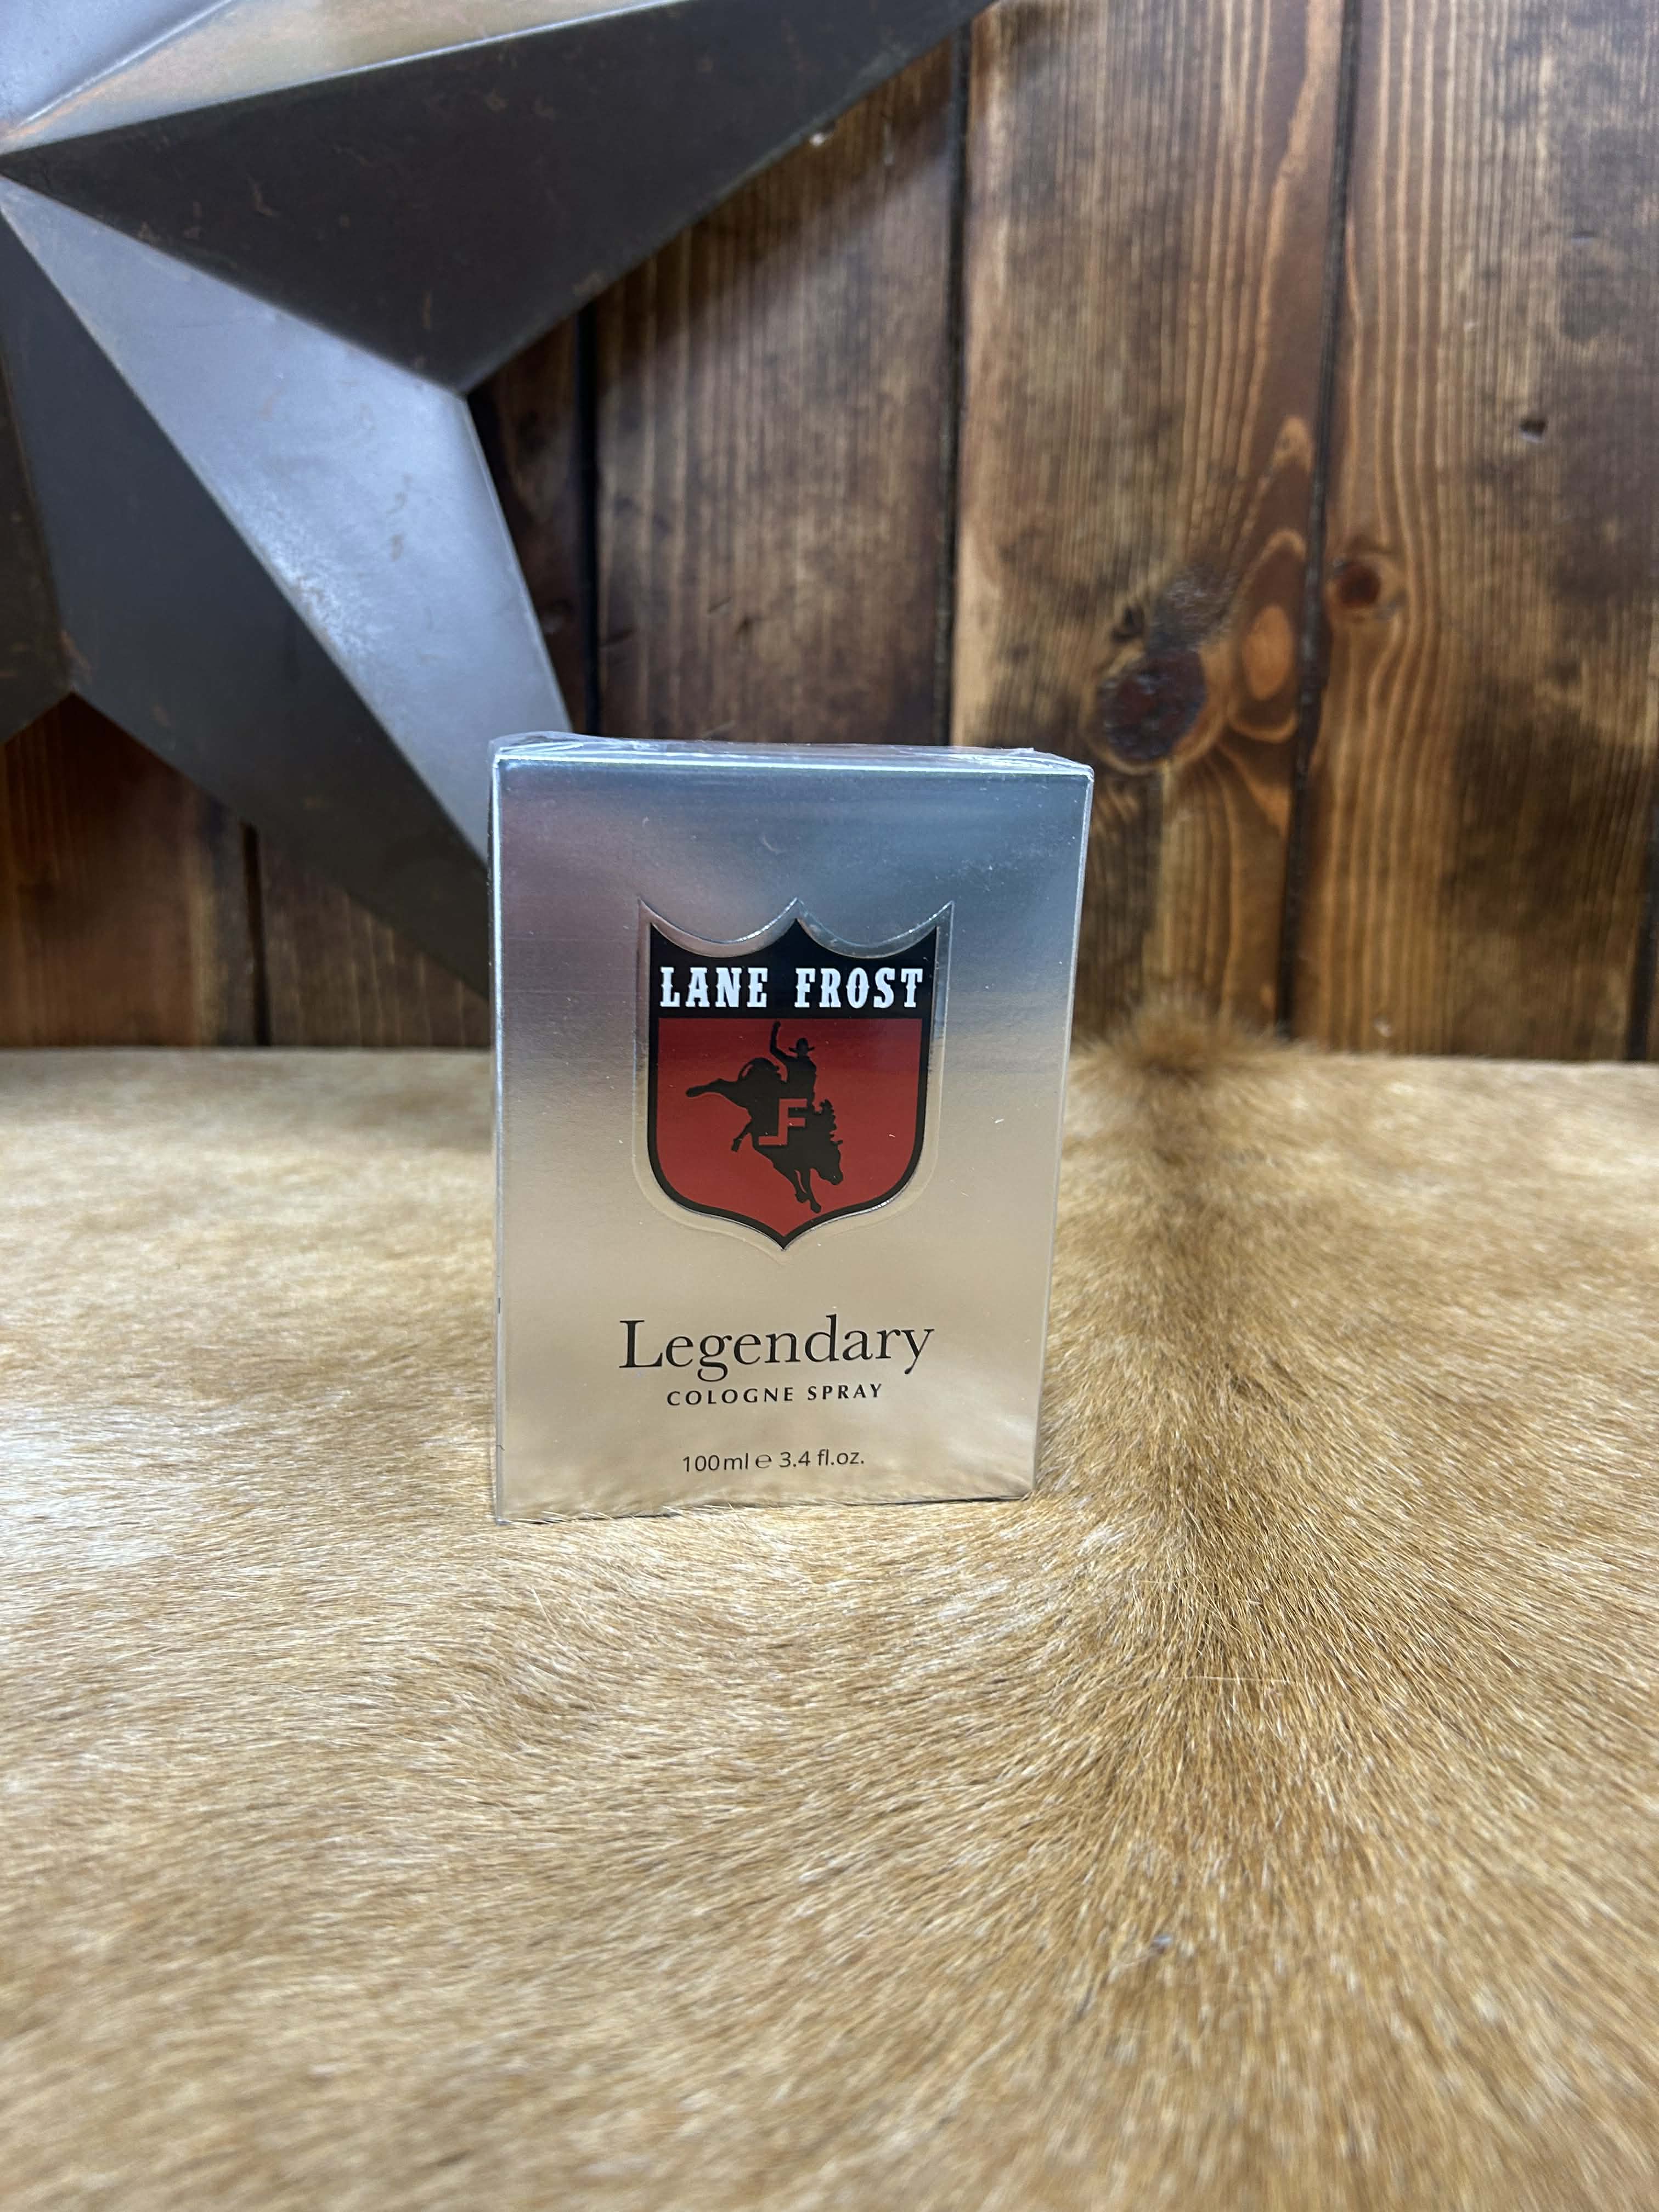 LANE FROST
F
Legendary
COLOGNE SPRAY
100ml ℮ 3.4 fl.oz.